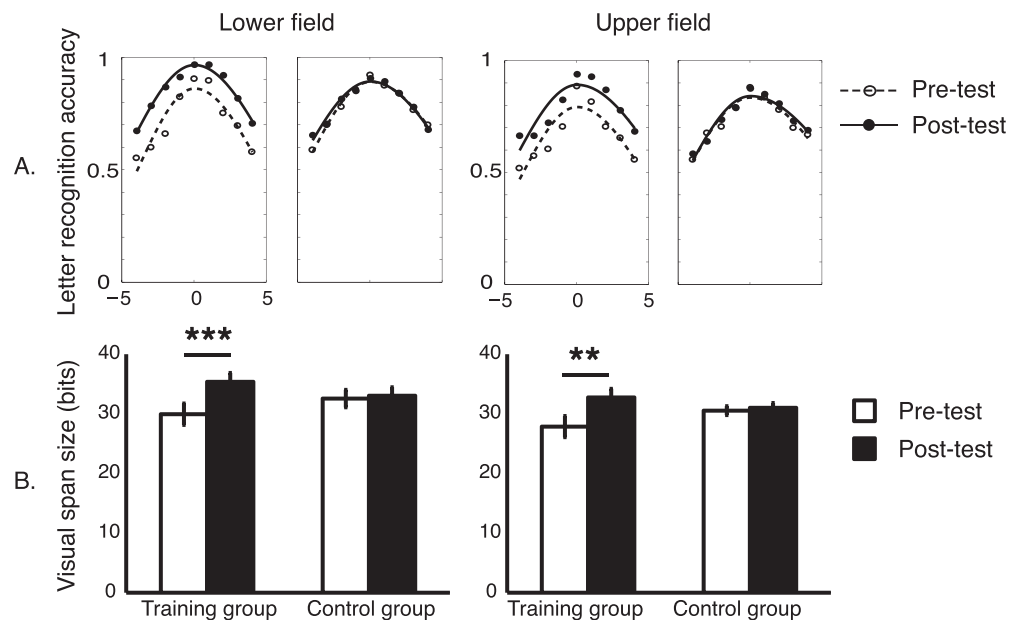 Lower field
Upper field
A.
Letter recognition accuracy
1
0.5
0
−5
0
5
1
0.5
0
−5
0
5
Pre-test
Post-test
B.
Visual span size (bits)
40
30
20
10
0
***
Training group
Control group
40
30
20
10
0
**
Training group
Control group
Pre-test
Post-test